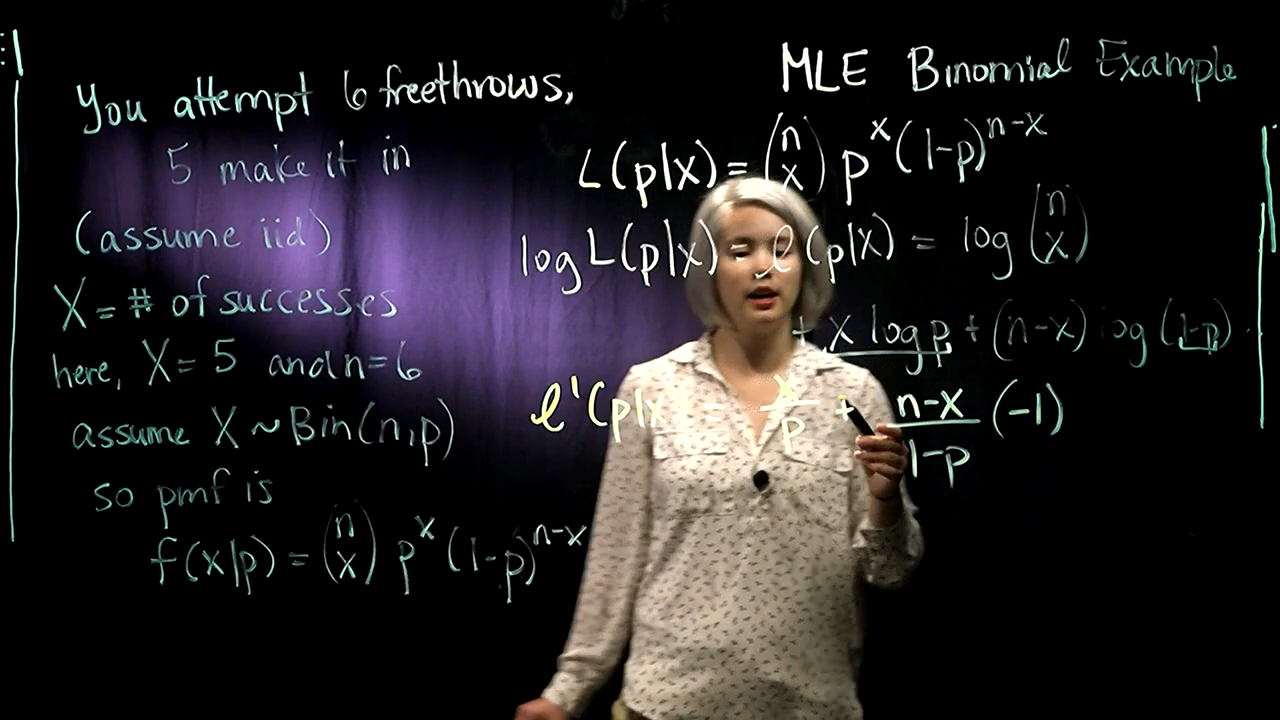 You attempt 6 freethrows,
5 make it in
(assume iid)
X = # of successes
here, X = 5 and n = 6
assume X ~ Bin(n,p)
so pmf is
f(x|p) = (n x) p^x (1-p)^n-x
MLE Binomial Example
L(p|x) = (n x) p^x (1-p)^n-x
log L(p|x) = ℓ(p|x) = log (n x)
+ x log p + (n-x) log (1-p)
ℓ'(p|x) = x/p + n-x/1-p (-1)